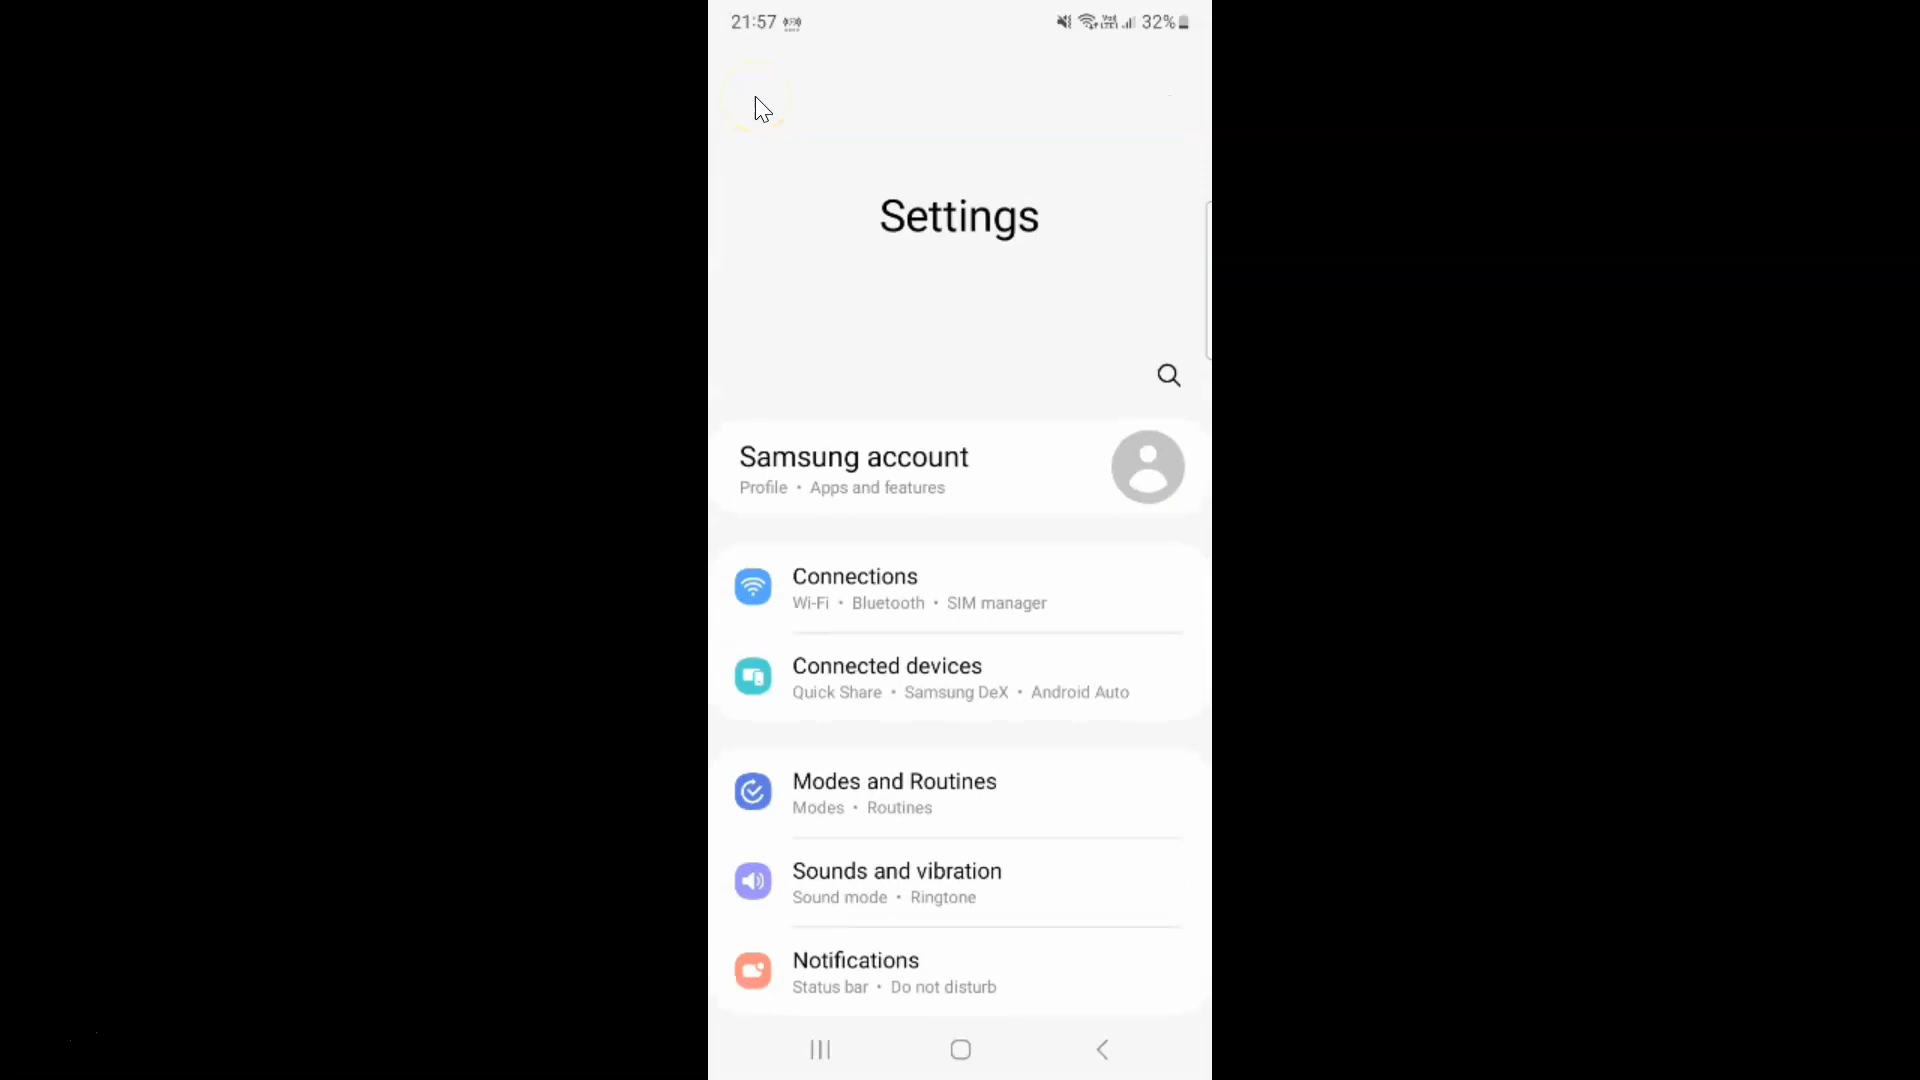 21:57
32%
Settings
Samsung account
Profile • Apps and features
Connections
Wi-Fi • Bluetooth • SIM manager
Connected devices
Quick Share • Samsung DeX • Android Auto
Modes and Routines
Modes • Routines
Sounds and vibration
Sound mode • Ringtone
Notifications
Status bar • Do not disturb